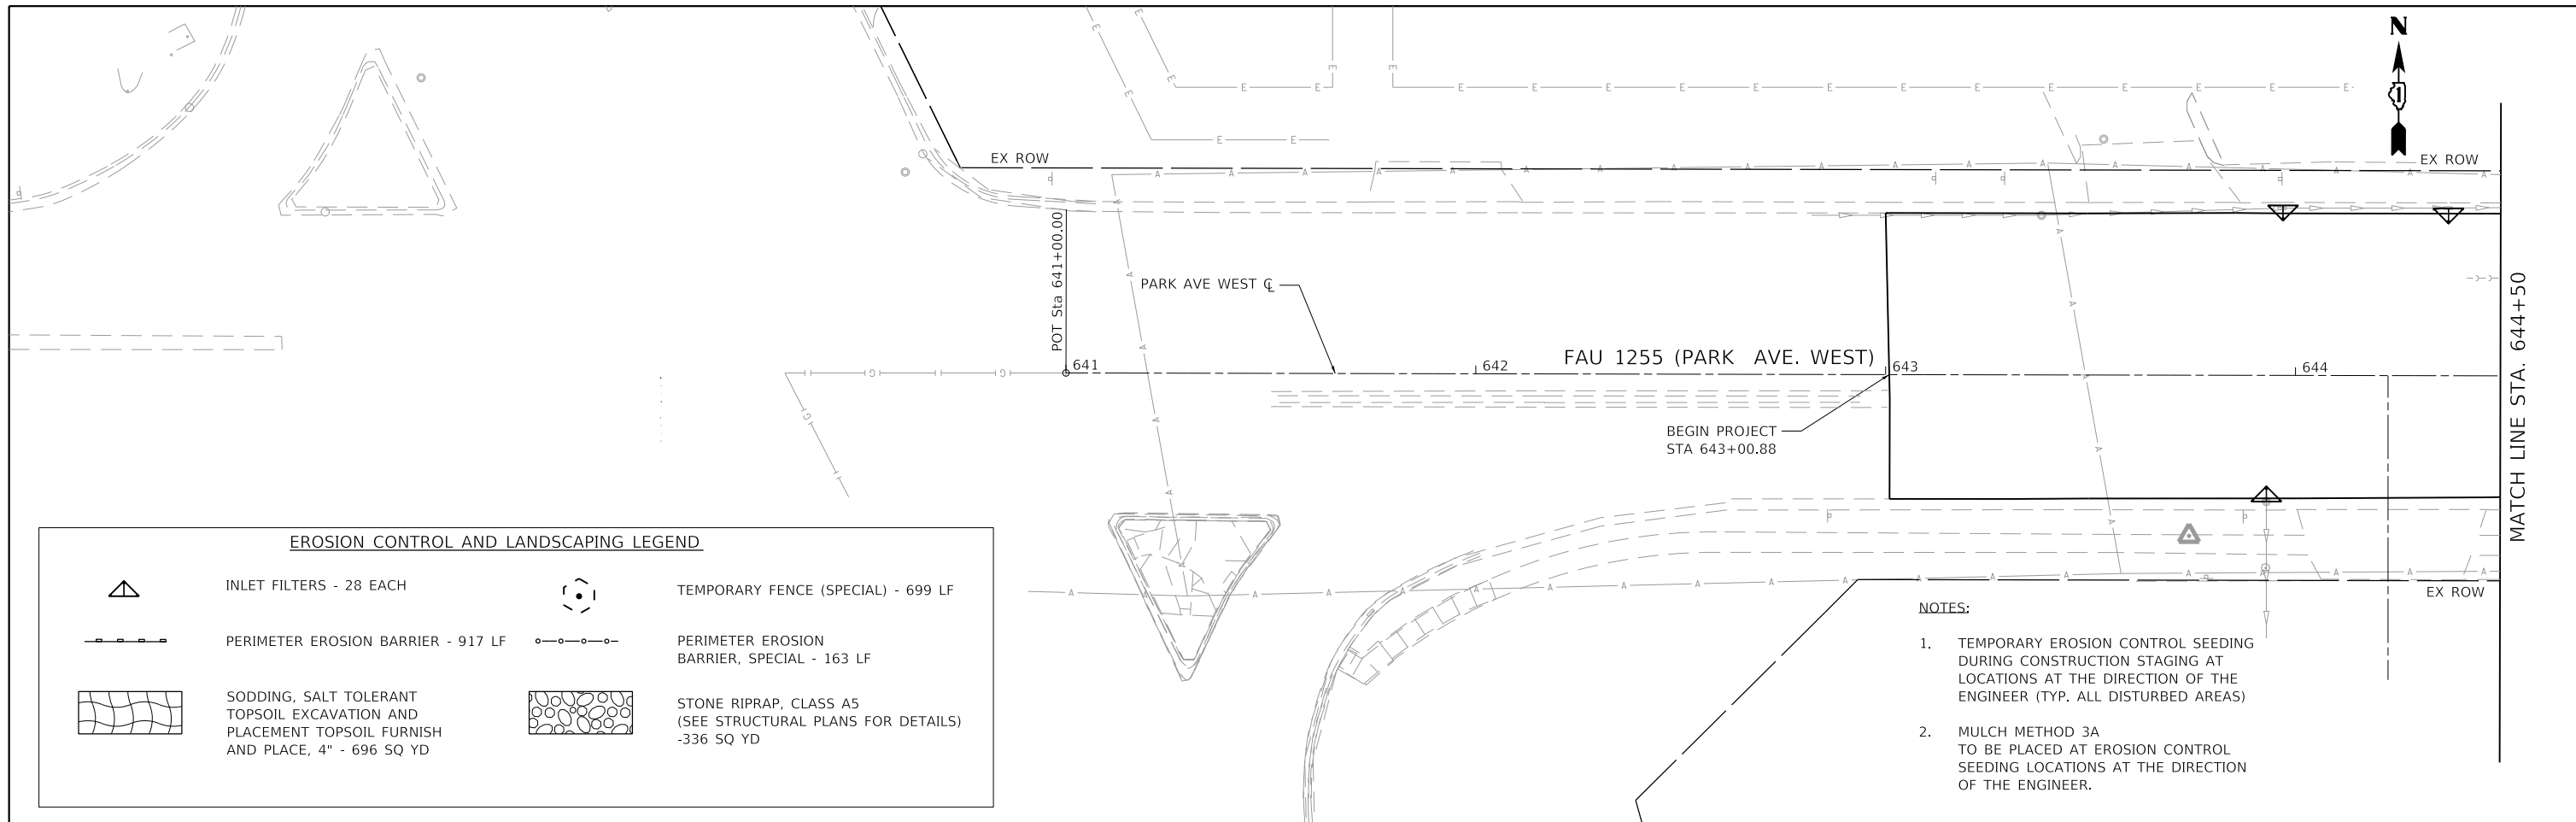 N
EX ROW
EX ROW
POT Sta 641+00.00
PARK AVE WEST ℄
FAU 1255 (PARK AVE. WEST)
641
642
643
644
BEGIN PROJECT
STA 643+00.88
MATCH LINE STA. 644+50
EX ROW
EROSION CONTROL AND LANDSCAPING LEGEND
INLET FILTERS - 28 EACH
TEMPORARY FENCE (SPECIAL) - 699 LF
PERIMETER EROSION BARRIER - 917 LF
PERIMETER EROSION
BARRIER, SPECIAL - 163 LF
SODDING, SALT TOLERANT
TOPSOIL EXCAVATION AND
PLACEMENT TOPSOIL FURNISH
AND PLACE, 4" - 696 SQ YD
STONE RIPRAP, CLASS A5
(SEE STRUCTURAL PLANS FOR DETAILS)
-336 SQ YD
NOTES:
1. TEMPORARY EROSION CONTROL SEEDING
DURING CONSTRUCTION STAGING AT
LOCATIONS AT THE DIRECTION OF THE
ENGINEER (TYP. ALL DISTURBED AREAS)
2. MULCH METHOD 3A
TO BE PLACED AT EROSION CONTROL
SEEDING LOCATIONS AT THE DIRECTION
OF THE ENGINEER.